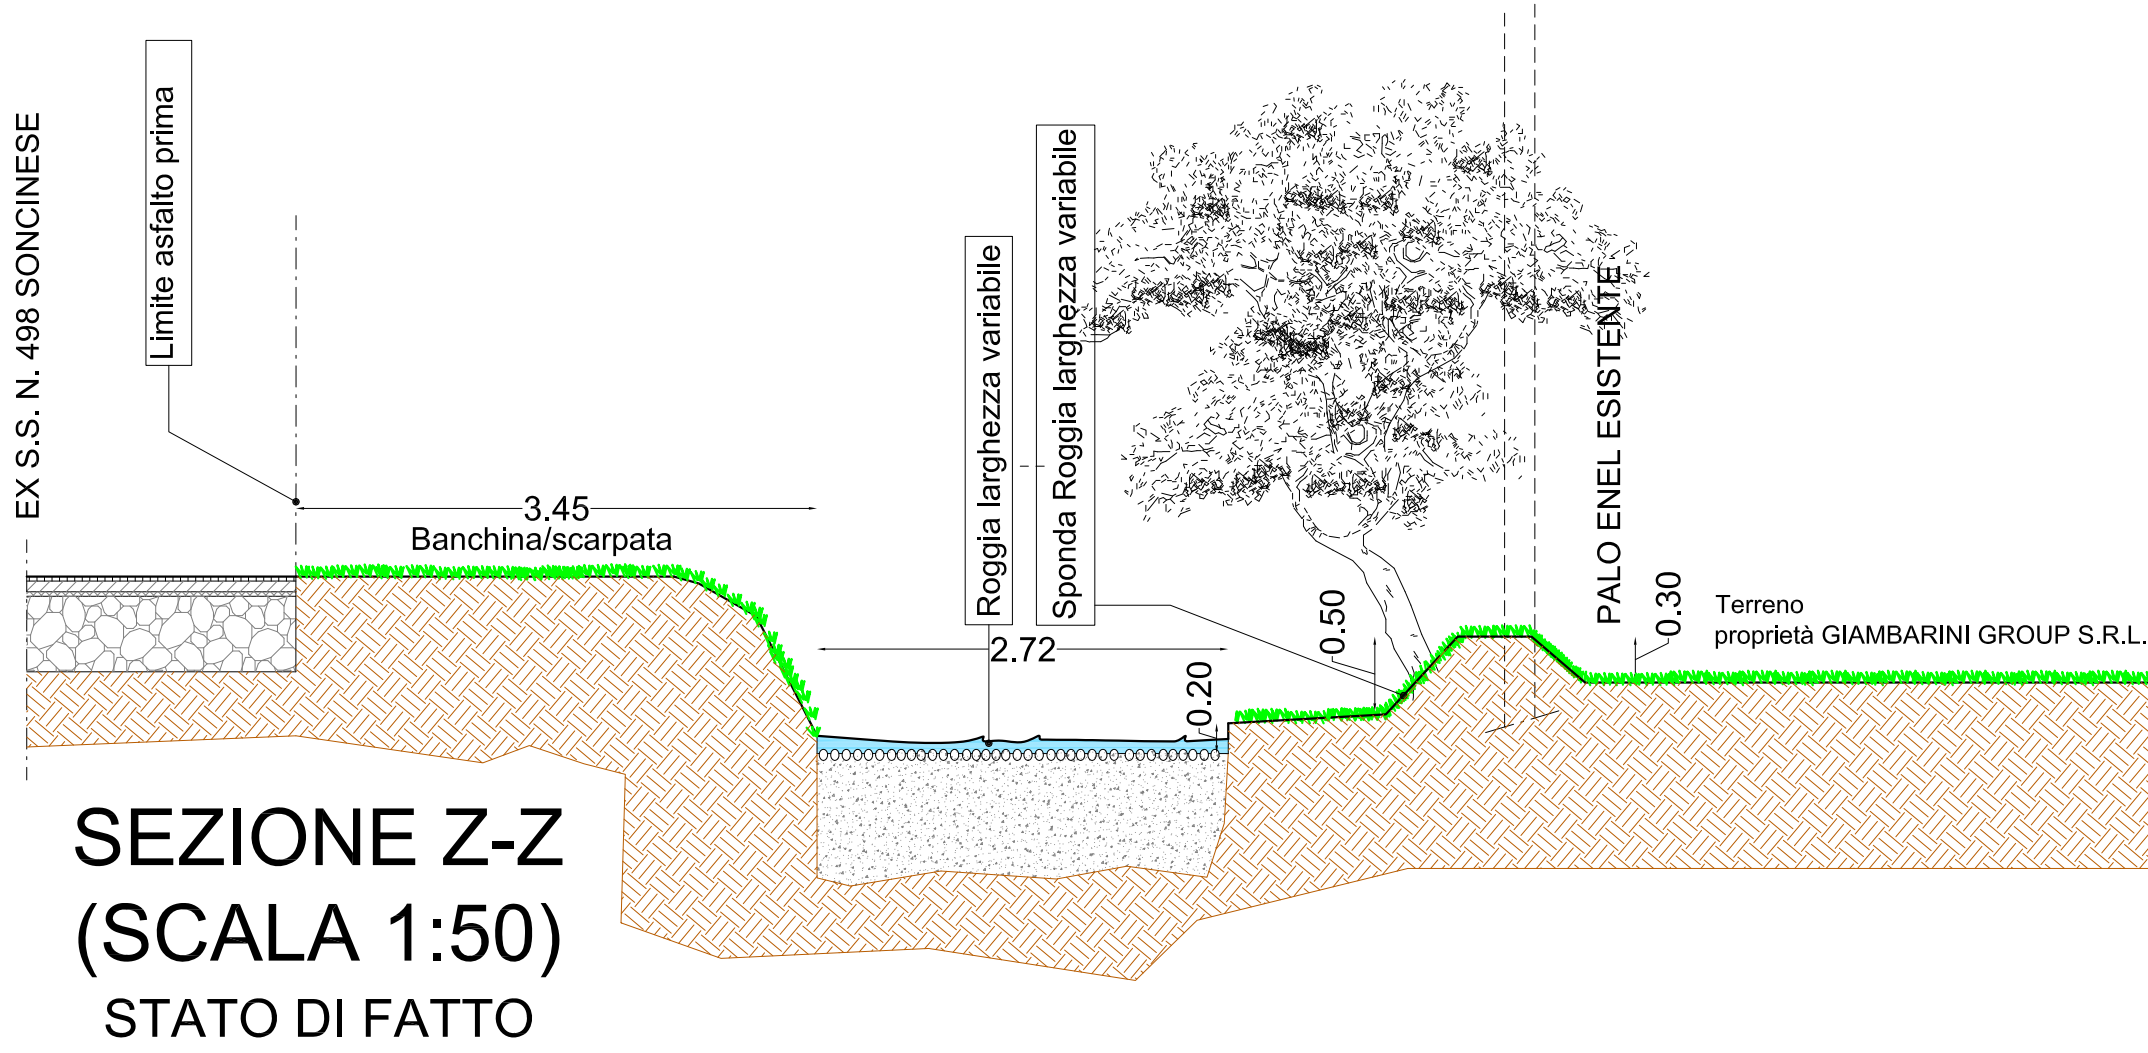 EX S.S. N. 498 SONCINESE
Limite asfalto prima
3.45
Banchina/scarpata
Roggia larghezza variabile
Sponda Roggia larghezza variabile
2.72
0.20
0.50
PALO ENEL ESISTENTE
0.30
Terreno
proprietà GIAMBARINI GROUP S.R.L.
SEZIONE Z-Z
(SCALA 1:50)
STATO DI FATTO